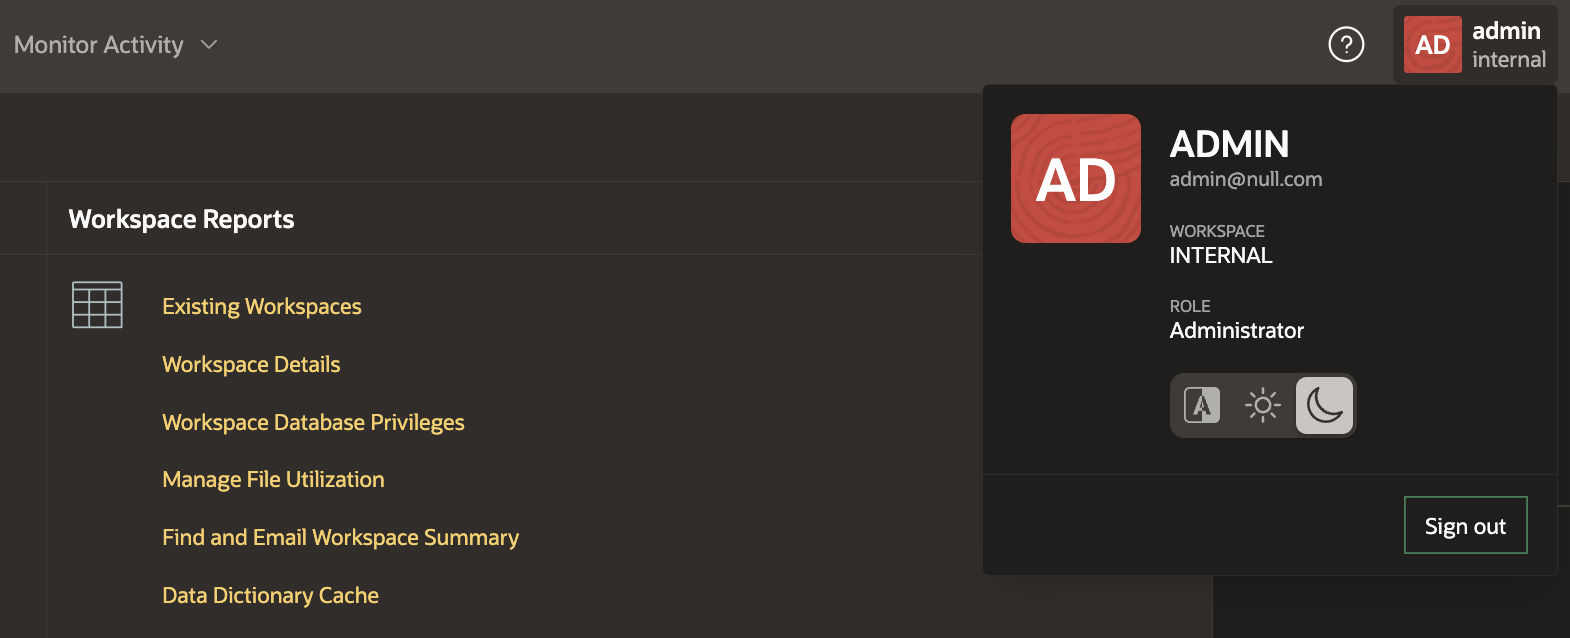 Monitor Activity
?
AD
admin
internal
Workspace Reports
Existing Workspaces
Workspace Details
Workspace Database Privileges
Manage File Utilization
Find and Email Workspace Summary
Data Dictionary Cache
AD
ADMIN
admin@null.com
WORKSPACE
INTERNAL
ROLE
Administrator
A
Sign out